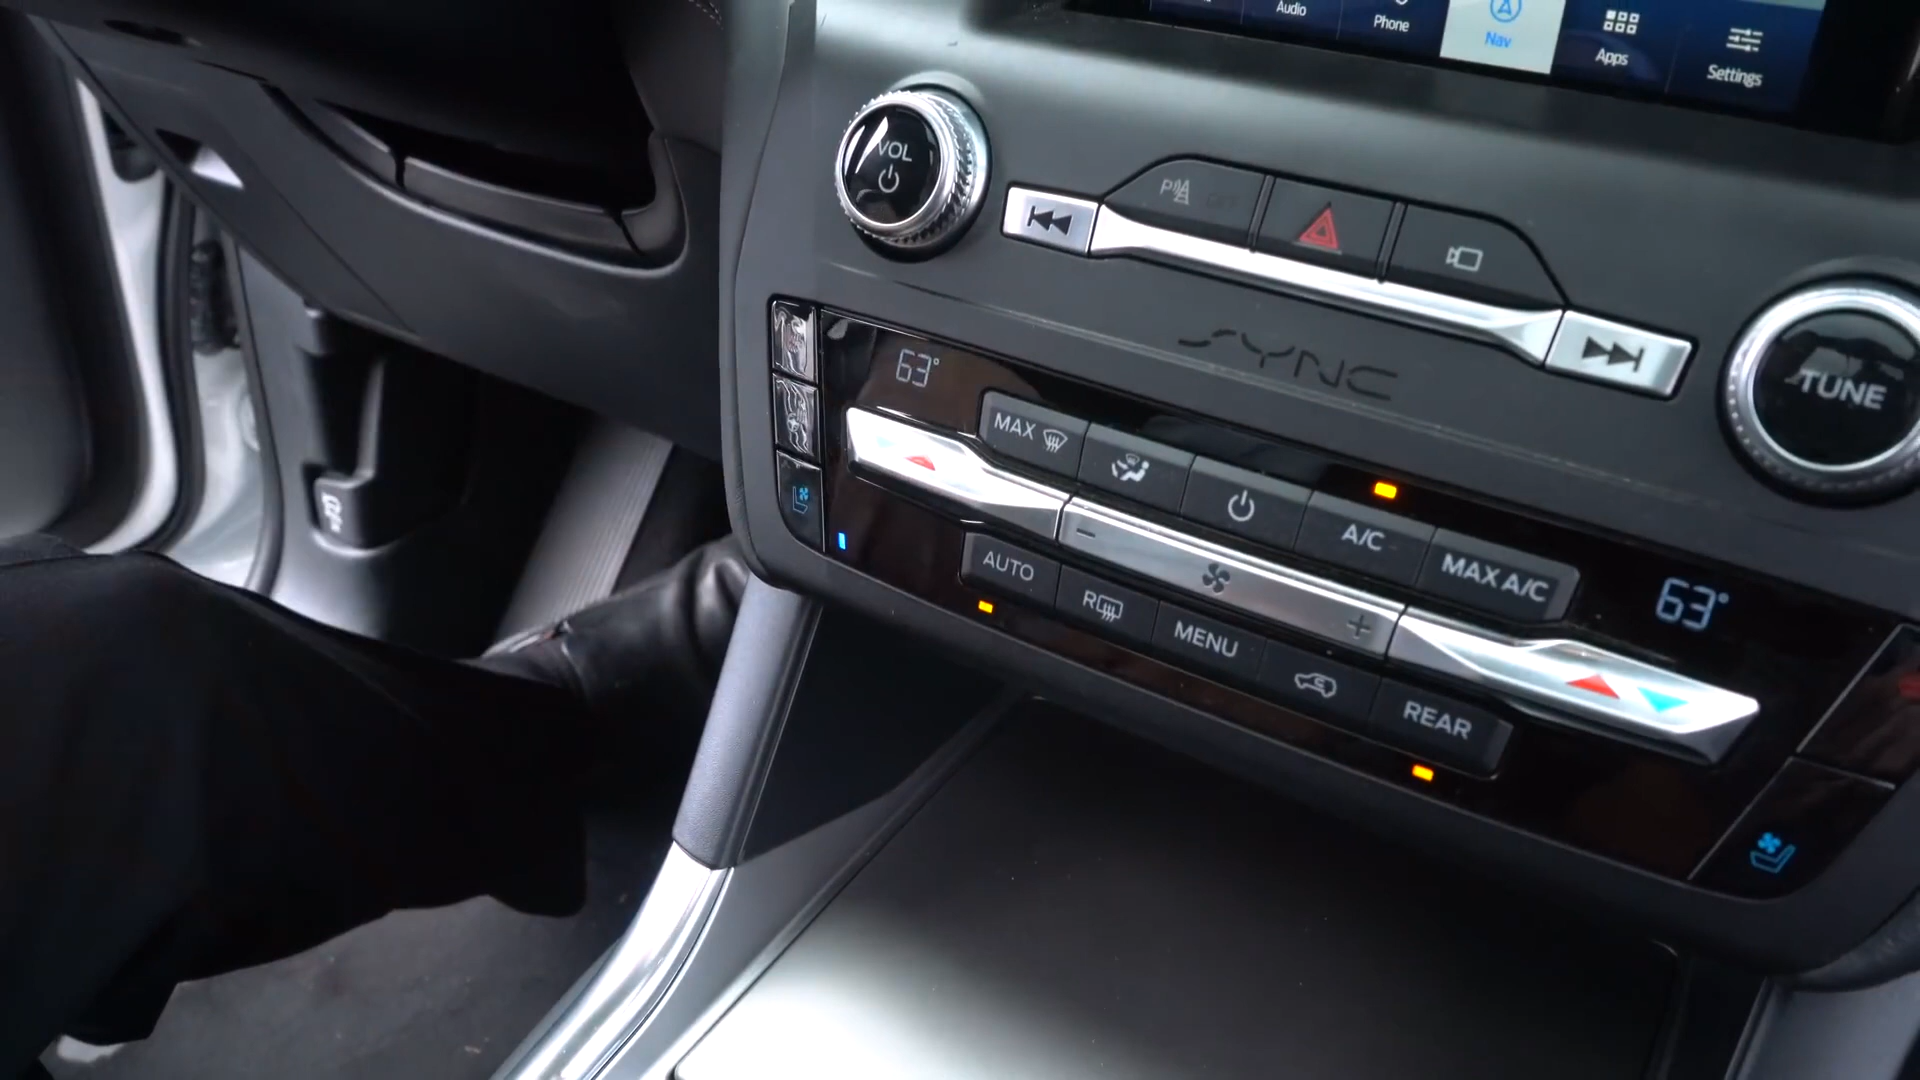 Audio
Phone
Nav
Apps
Settings
VOL
P
SYNC
TUNE
63°
MAX
A/C
MAX A/C
63°
AUTO
R
MENU
REAR